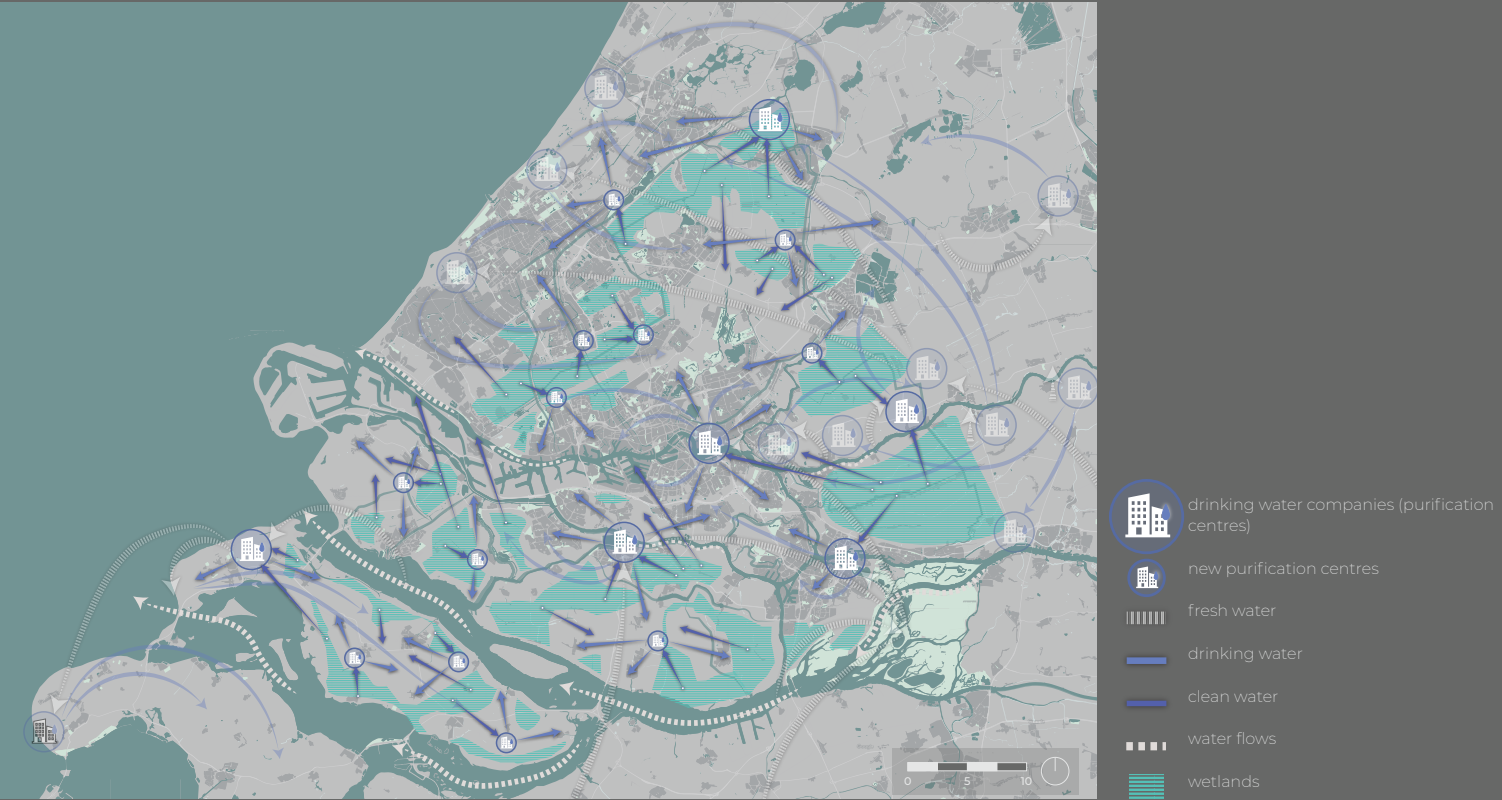 drinking water companies (purification
centres)
new purification centres
fresh water
drinking water
clean water
water flows
wetlands
0 5 10